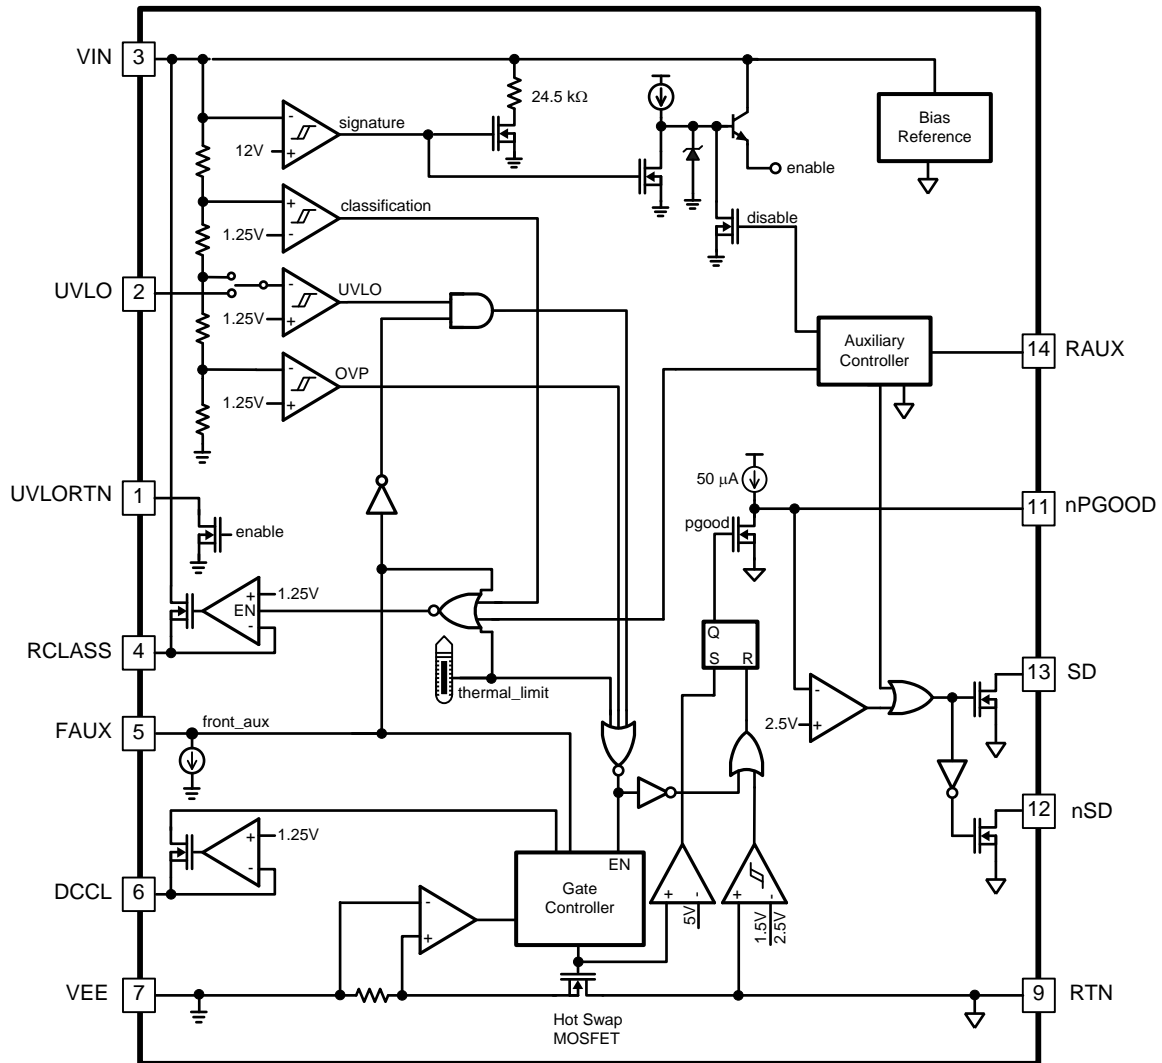 VIN
3
24.5 kΩ
signature
-
12V
+
Bias
Reference
enable
classification
+
1.25V
-
disable
UVLO
2
-
UVLO
1.25V
+
Auxiliary
Controller
14
RAUX
OVP
-
1.25V
+
UVLORTN
1
enable
50 μA
11
nPGOOD
pgood
+
1.25V
EN
-
RCLASS
4
Q
S
R
thermal_limit
13
SD
-
2.5V
+
FAUX
5
front_aux
12
nSD
+
1.25V
-
DCCL
6
EN
Gate
Controller
-
+
+
-
5V
+
-
1.5V
2.5V
VEE
7
9
RTN
Hot Swap
MOSFET